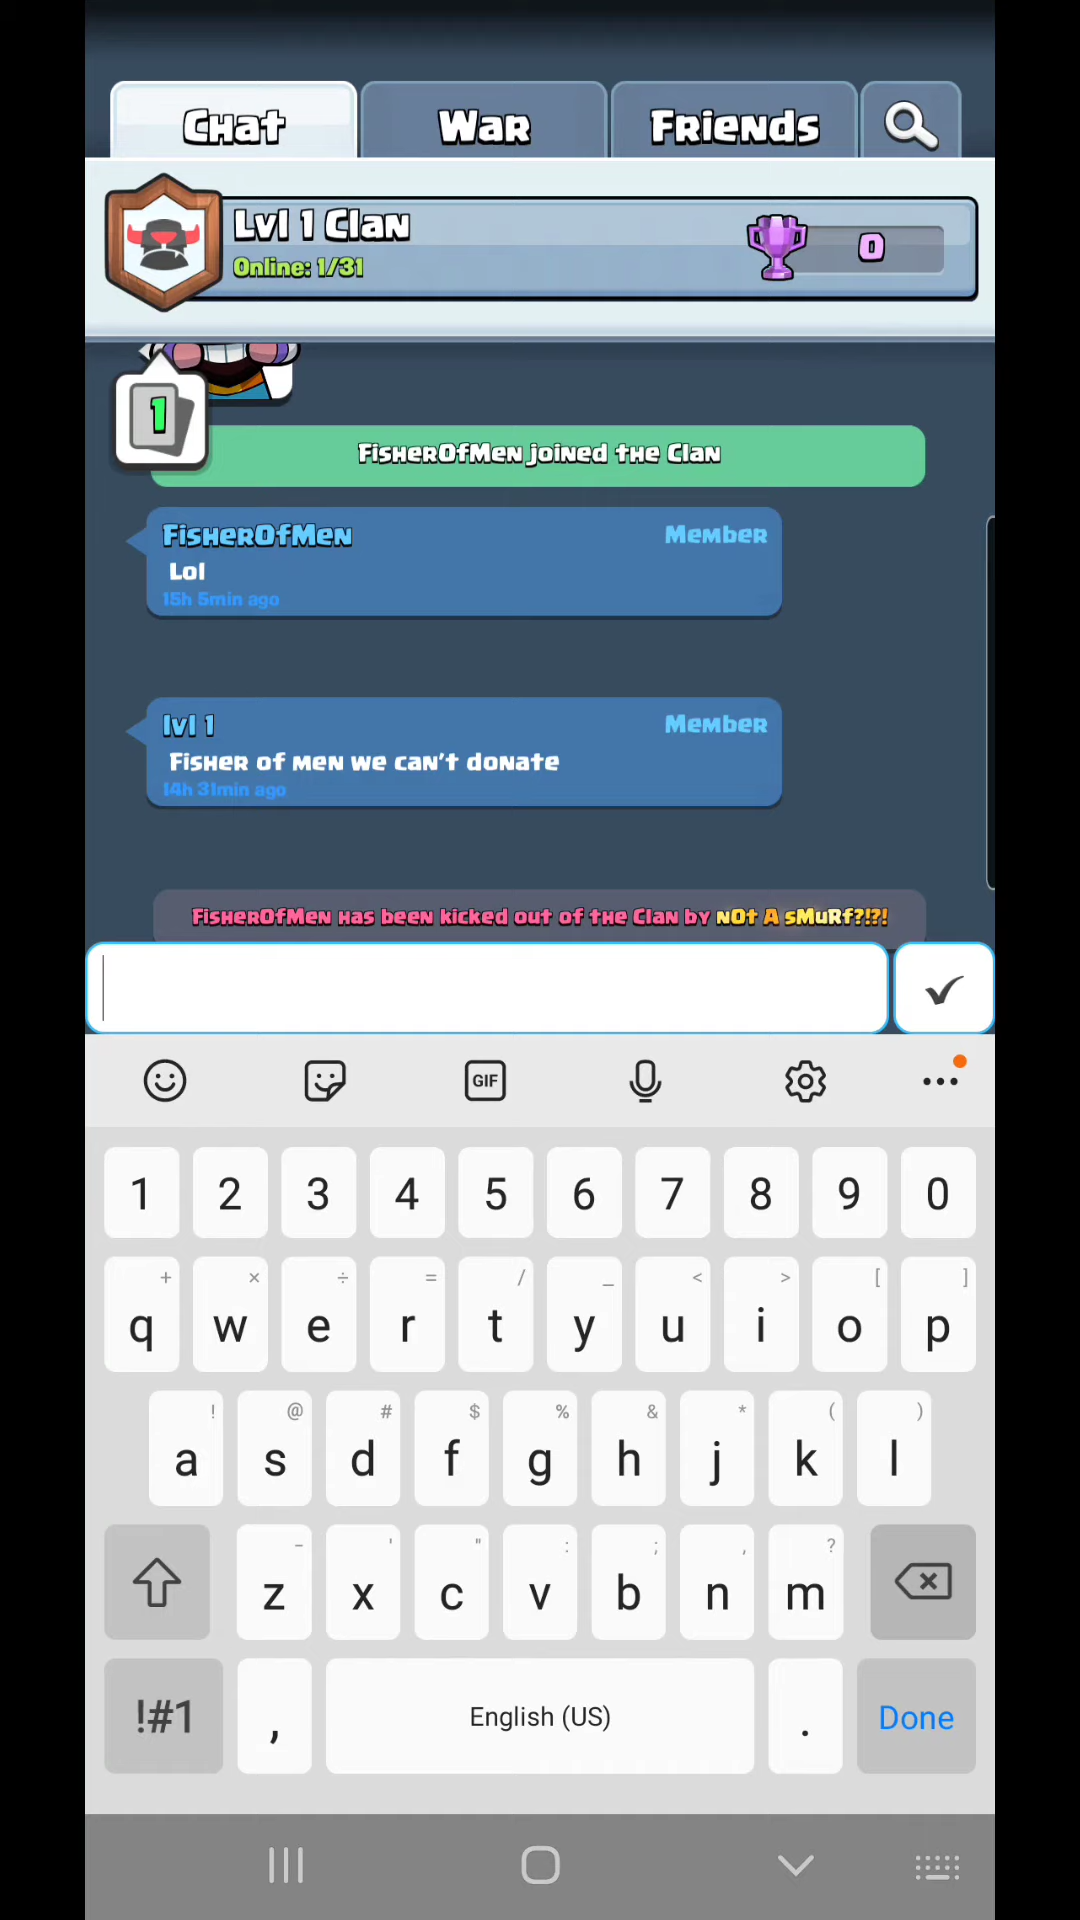 Chat War Friends
Lvl 1 Clan
Online: 1/31
0
1
FisherOfMen joined the Clan
FisherOfMen Member
Lol
15h 5min ago
lvl 1 Member
Fisher of men we can't donate
14h 31min ago
FisherOfMen has been kicked out of the Clan by nOt A sMuRf?!?!
GIF
1 2 3 4 5 6 7 8 9 0
+ × ÷ = / _ < > [ ]
q w e r t y u i o p
! @ # $ % & * ( )
a s d f g h j k l
- ' " : ; , ?
z x c v b n m
!#1 , English (US) . Done